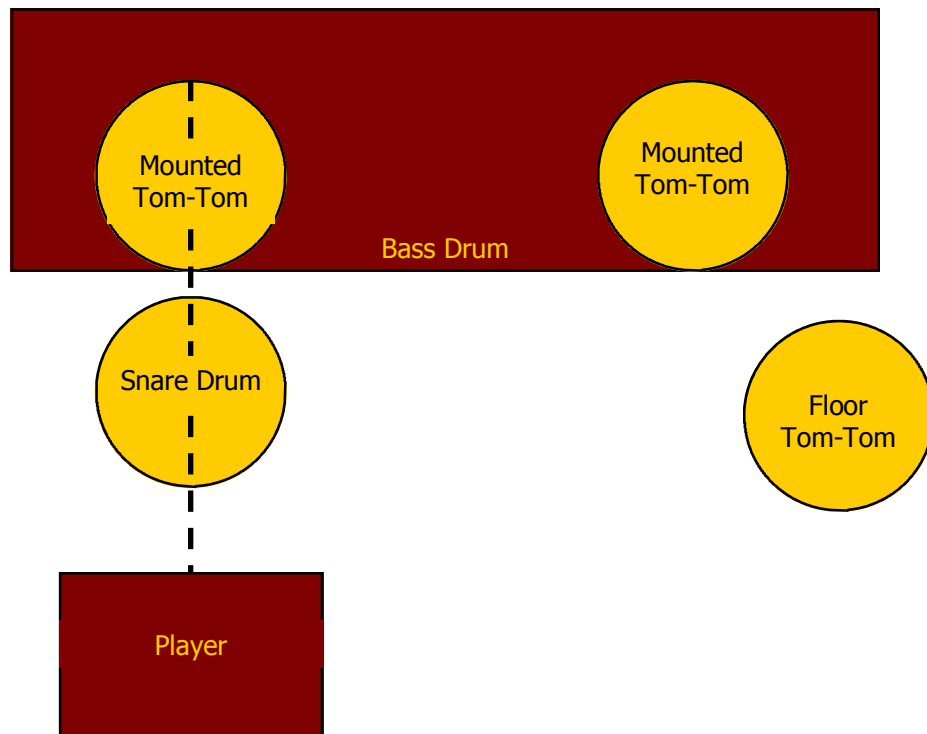 Mounted
Tom-Tom
Mounted
Tom-Tom
Bass Drum
Snare Drum
Floor
Tom-Tom
Player